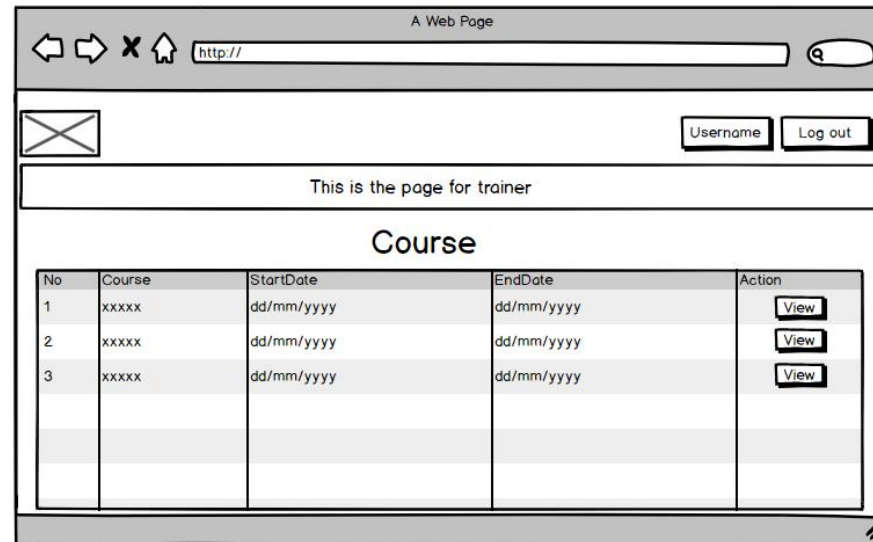 A Web Page
http://
Username Log out
This is the page for trainer
Course
No Course StartDate EndDate Action
1 xxxxx dd/mm/yyyy dd/mm/yyyy View
2 xxxxx dd/mm/yyyy dd/mm/yyyy View
3 xxxxx dd/mm/yyyy dd/mm/yyyy View